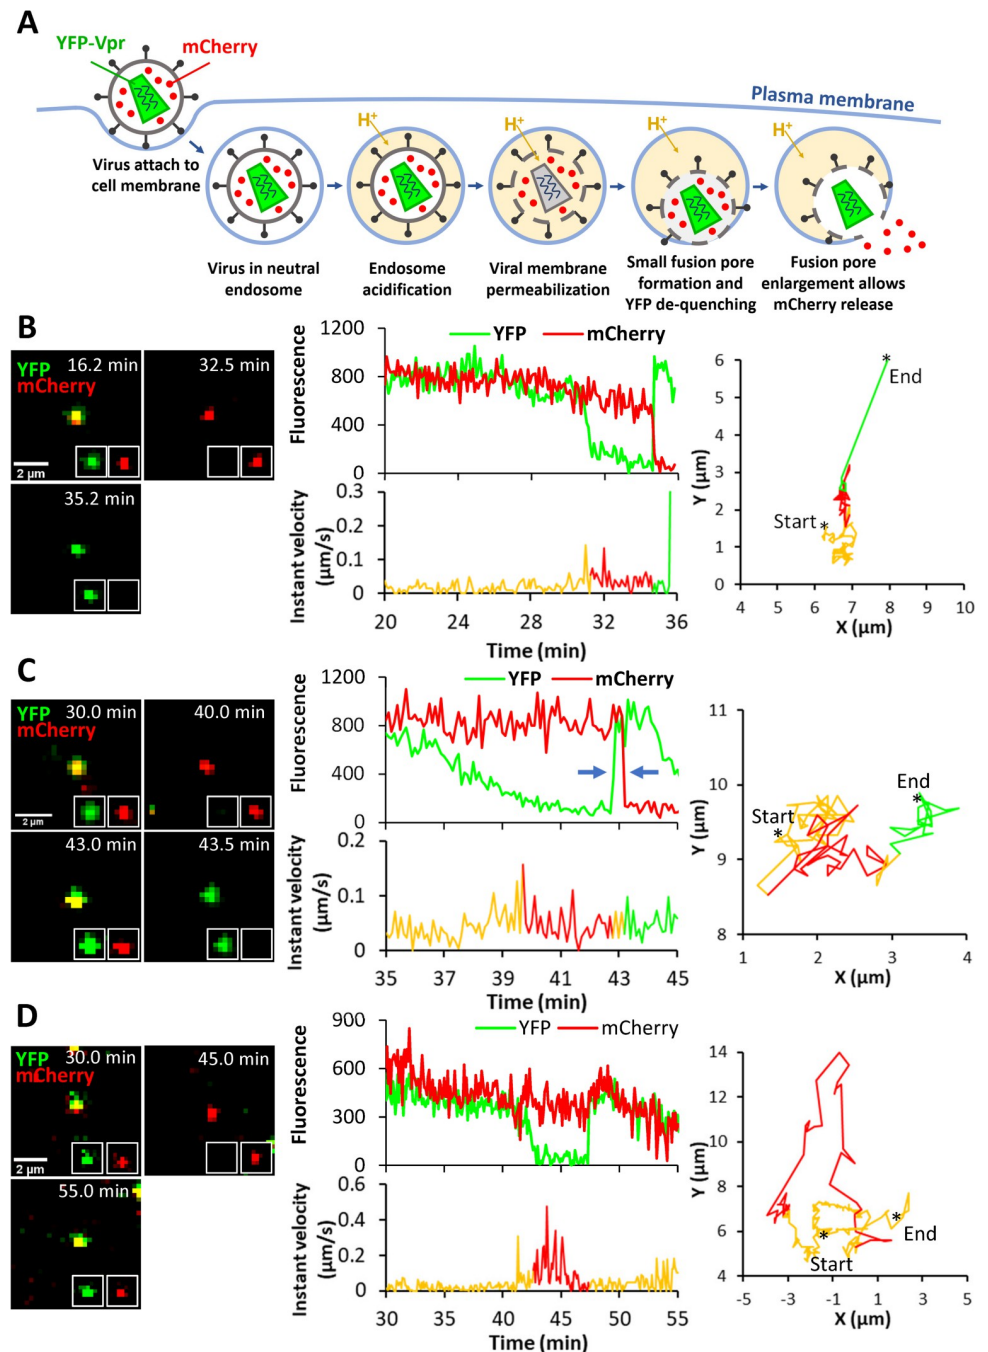 A
YFP-Vpr
mCherry
Plasma membrane
H+
H+
H+
H+
Virus attach to
cell membrane
Virus in neutral
endosome
Endosome
acidification
Viral membrane
permeabilization
Small fusion pore
formation and
YFP de-quenching
Fusion pore
enlargement allows
mCherry release
B
YFP
mCherry
16.2 min
32.5 min
2 µm
35.2 min
YFP mCherry
Fluorescence
1200
800
400
0
Instant velocity
(µm/s)
0.3
0.2
0.1
0
20 24 28 32 36
Time (min)
Y (µm)
6
5
4
3
2
1
0
* End
Start *
4 5 6 7 8 9 10
X (µm)
C
YFP
mCherry
30.0 min
40.0 min
2 µm
43.0 min
43.5 min
YFP mCherry
Fluorescence
1200
800
400
0
Instant velocity
(µm/s)
0.2
0.1
0
35 37 39 41 43 45
Time (min)
Y (µm)
11
10
9
8
Start
*
End
*
1 2 3 4
X (µm)
D
YFP
mCherry
30.0 min
45.0 min
2 µm
55.0 min
YFP mCherry
Fluorescence
900
600
300
0
Instant velocity
(µm/s)
0.6
0.4
0.2
0
30 35 40 45 50 55
Time (min)
Y (µm)
14
12
10
8
6
4
*
Start
*
End
-5 -3 -1 1 3 5
X (µm)